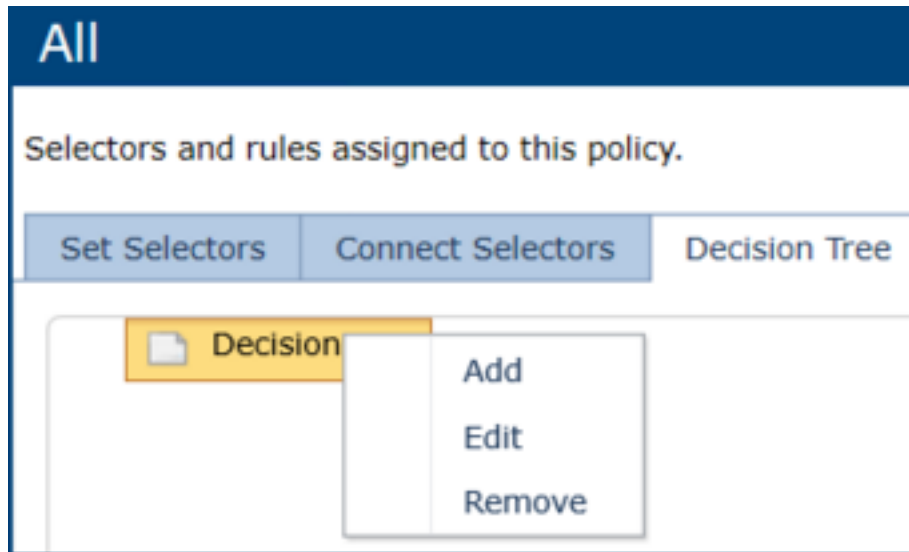 All
Selectors and rules assigned to this policy.
Set Selectors Connect Selectors Decision Tree
Decision
Add
Edit
Remove